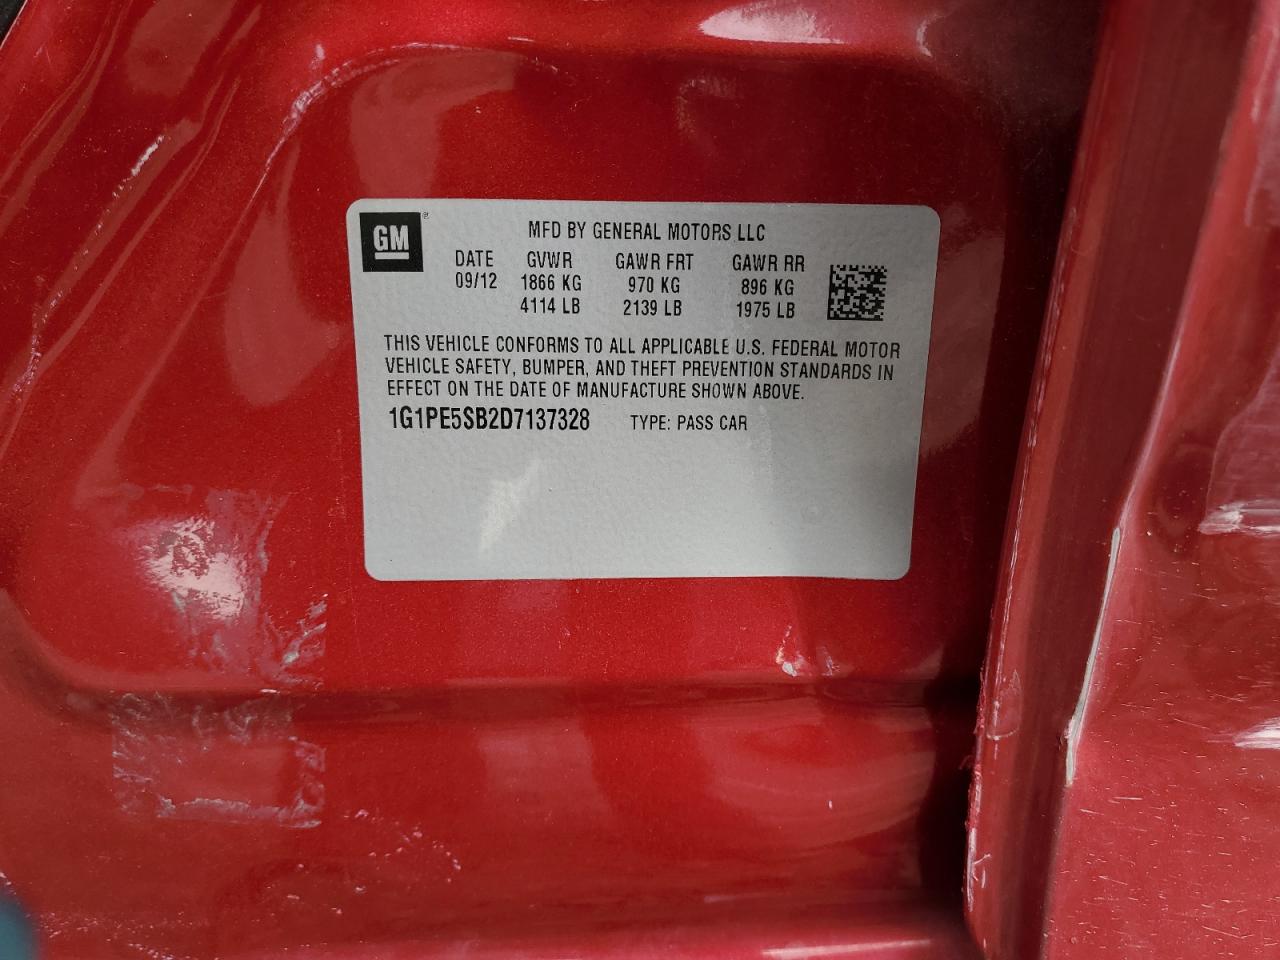 GM ®
MFD BY GENERAL MOTORS LLC
DATE GVWR GAWR FRT GAWR RR
09/12 1866 KG 970 KG 896 KG
4114 LB 2139 LB 1975 LB
THIS VEHICLE CONFORMS TO ALL APPLICABLE U.S. FEDERAL MOTOR
VEHICLE SAFETY, BUMPER, AND THEFT PREVENTION STANDARDS IN
EFFECT ON THE DATE OF MANUFACTURE SHOWN ABOVE.
1G1PE5SB2D7137328 TYPE: PASS CAR